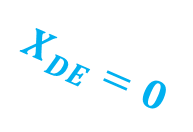 X_DE = 0